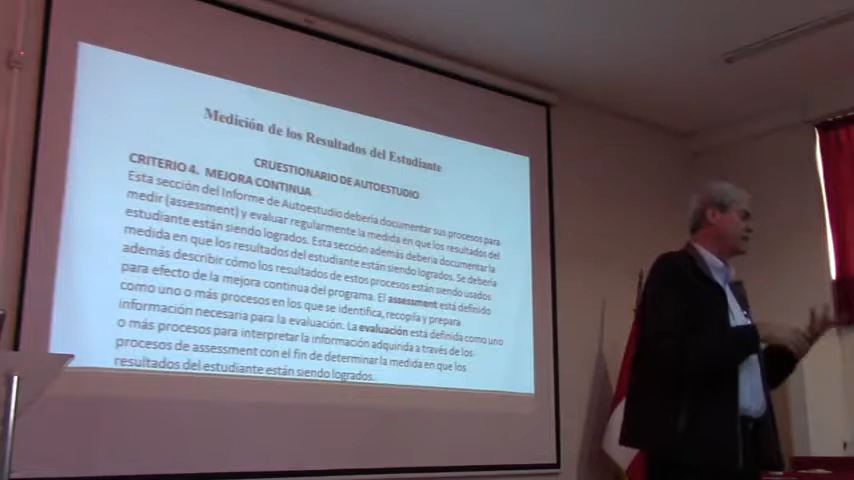 Medición de los Resultados del Estudiante
CRUESTIONARIO DE AUTOESTUDIO
CRITERIO 4. MEJORA CONTINUA
Esta sección del Informe de Autoestudio debería documentar sus procesos para
medir (assessment) y evaluar regularmente la medida en que los resultados del
estudiante están siendo logrados. Esta sección además debería documentar la
medida en que los resultados del estudiante están siendo logrados. Se debería
además describir cómo los resultados de estos procesos están siendo usados
para efecto de la mejora continua del programa. El assessment está definido
como uno o más procesos en los que se identifica, recopila y prepara
información necesaria para la evaluación. La evaluación está definida como uno
o más procesos para interpretar la información adquirida a través de los
procesos de assessment con el fin de determinar la medida en que los
resultados del estudiante están siendo logrados.